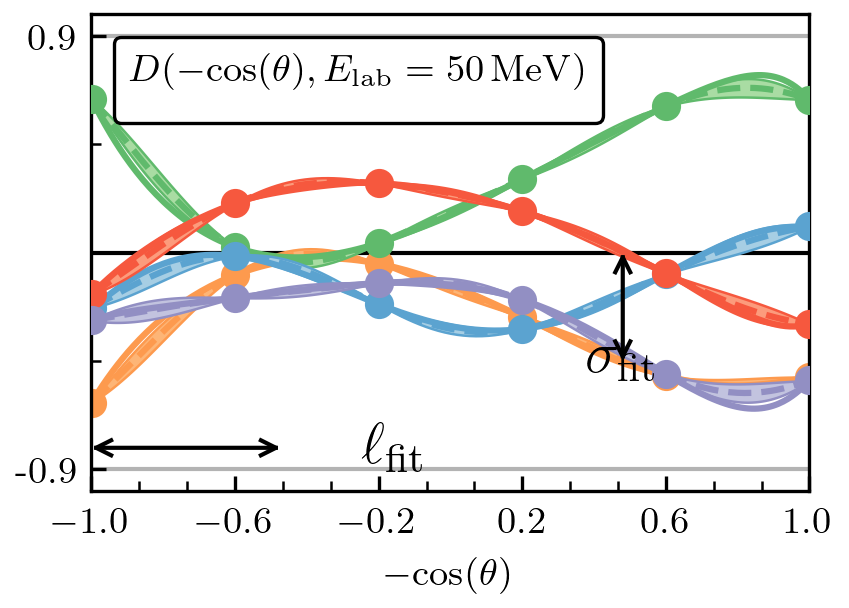 0.9
D(−cos(θ), E_lab = 50 MeV)
σ_fit
ℓ_fit
-0.9
−1.0 −0.6 −0.2 0.2 0.6 1.0
−cos(θ)